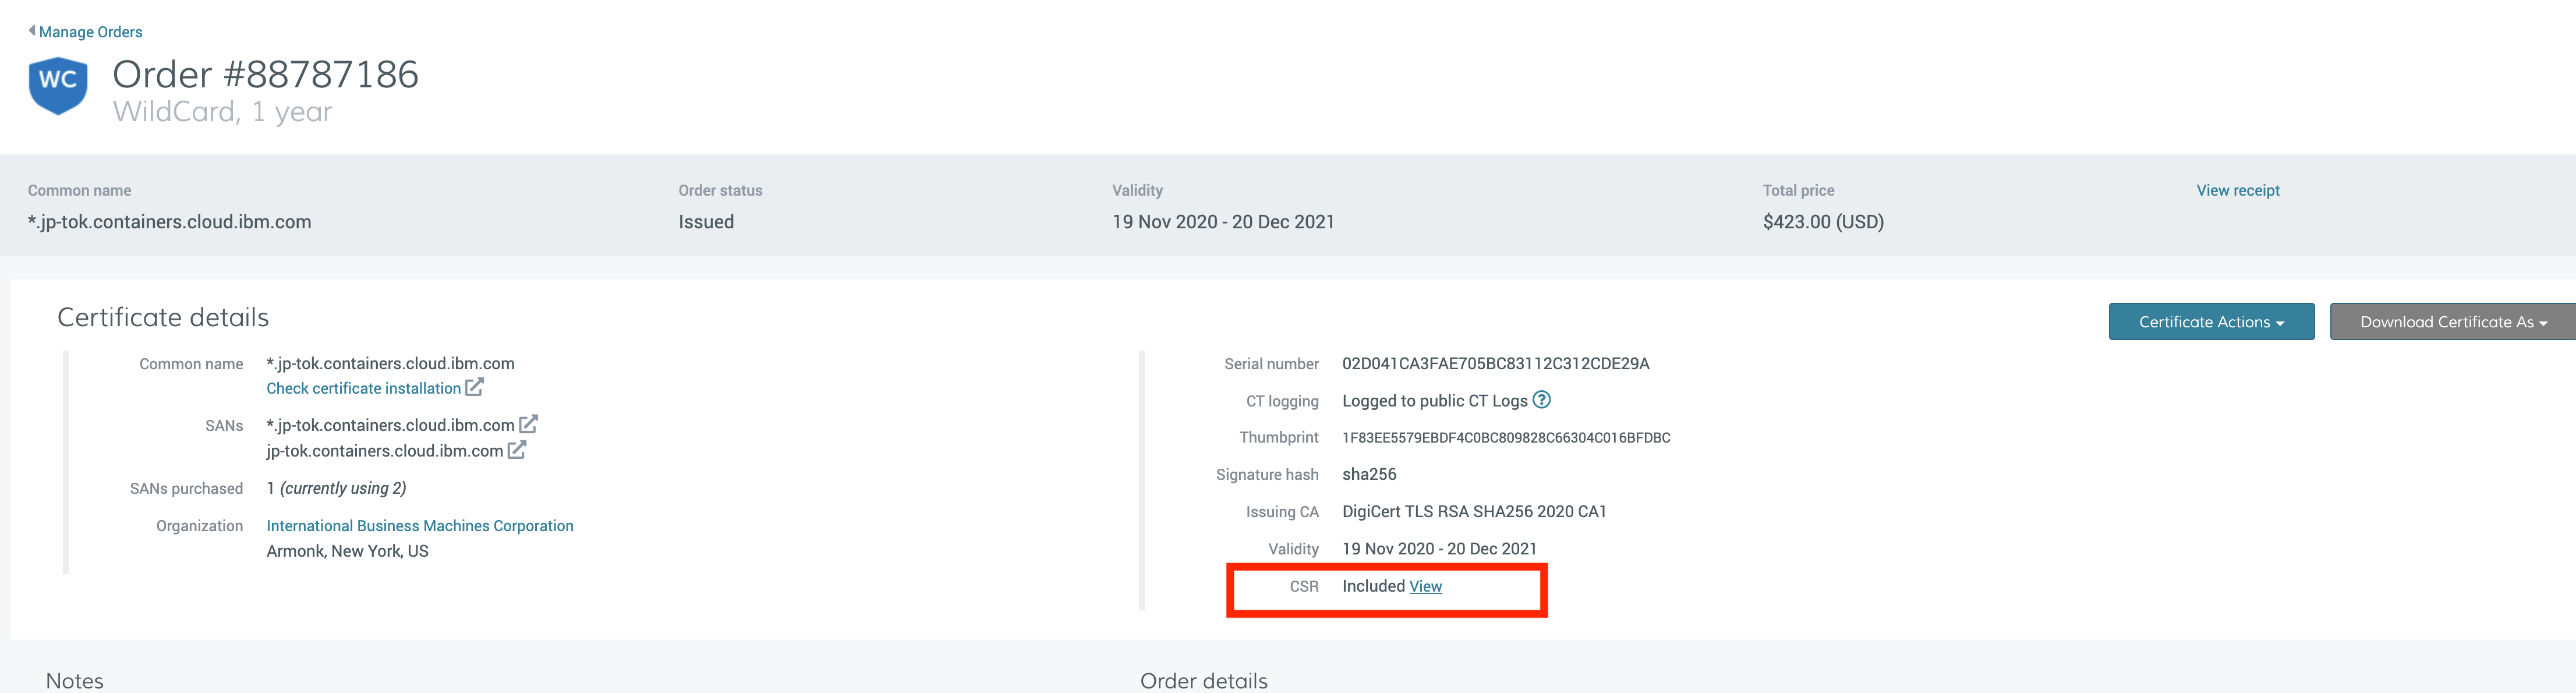 Manage Orders
WC
Order #88787186
WildCard, 1 year
Common name
*.jp-tok.containers.cloud.ibm.com
Order status
Issued
Validity
19 Nov 2020 - 20 Dec 2021
Total price
$423.00 (USD)
View receipt
Certificate details
Certificate Actions
Download Certificate As
Common name *.jp-tok.containers.cloud.ibm.com
Check certificate installation
SANs *.jp-tok.containers.cloud.ibm.com
jp-tok.containers.cloud.ibm.com
SANs purchased 1 (currently using 2)
Organization International Business Machines Corporation
Armonk, New York, US
Serial number 02D041CA3FAE705BC83112C312CDE29A
CT logging Logged to public CT Logs ?
Thumbprint 1F83EE5579EBDF4C0BC809828C66304C016BFDBC
Signature hash sha256
Issuing CA DigiCert TLS RSA SHA256 2020 CA1
Validity 19 Nov 2020 - 20 Dec 2021
CSR Included View
Notes
Order details